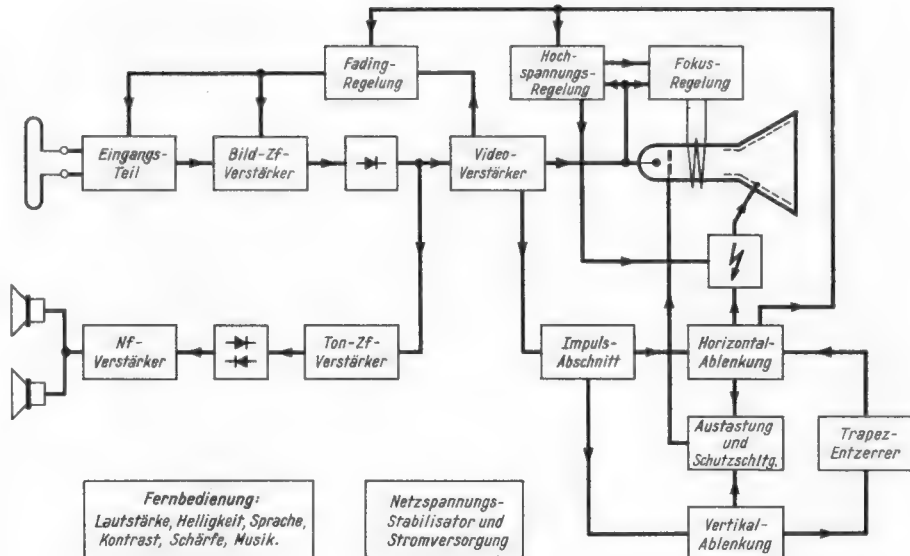 Fading-
Regelung
Hoch-
spannungs-
Regelung
Fokus-
Regelung
Eingangs-
Teil
Bild-Zf-
Verstärker
Video-
Verstärker
Nf-
Verstärker
Ton-Zf-
Verstärker
Impuls-
Abschnitt
Horizontal-
Ablenkung
Austastung
und
Schutzschltg.
Trapez-
Entzerrer
Fernbedienung:
Lautstärke, Helligkeit, Sprache,
Kontrast, Schärfe, Musik.
Netzspannungs-
Stabilisator und
Stromversorgung
Vertikal-
Ablenkung